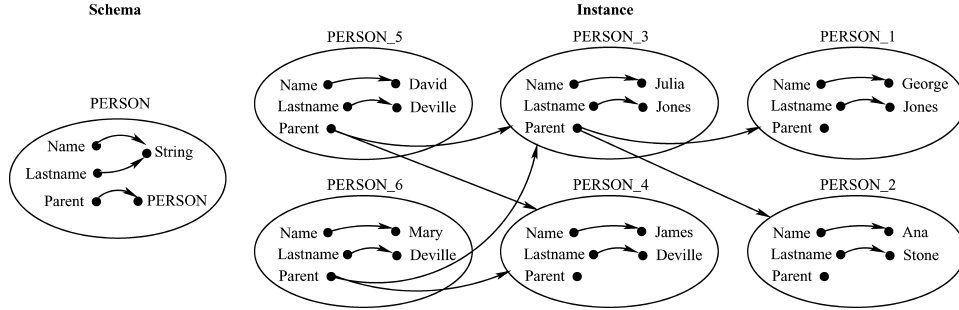 Schema
Instance
PERSON
Name
String
Lastname
Parent
PERSON
PERSON_5
Name
David
Lastname
Deville
Parent
PERSON_3
Name
Julia
Lastname
Jones
Parent
PERSON_1
Name
George
Lastname
Jones
Parent
PERSON_6
Name
Mary
Lastname
Deville
Parent
PERSON_4
Name
James
Lastname
Deville
Parent
PERSON_2
Name
Ana
Lastname
Stone
Parent